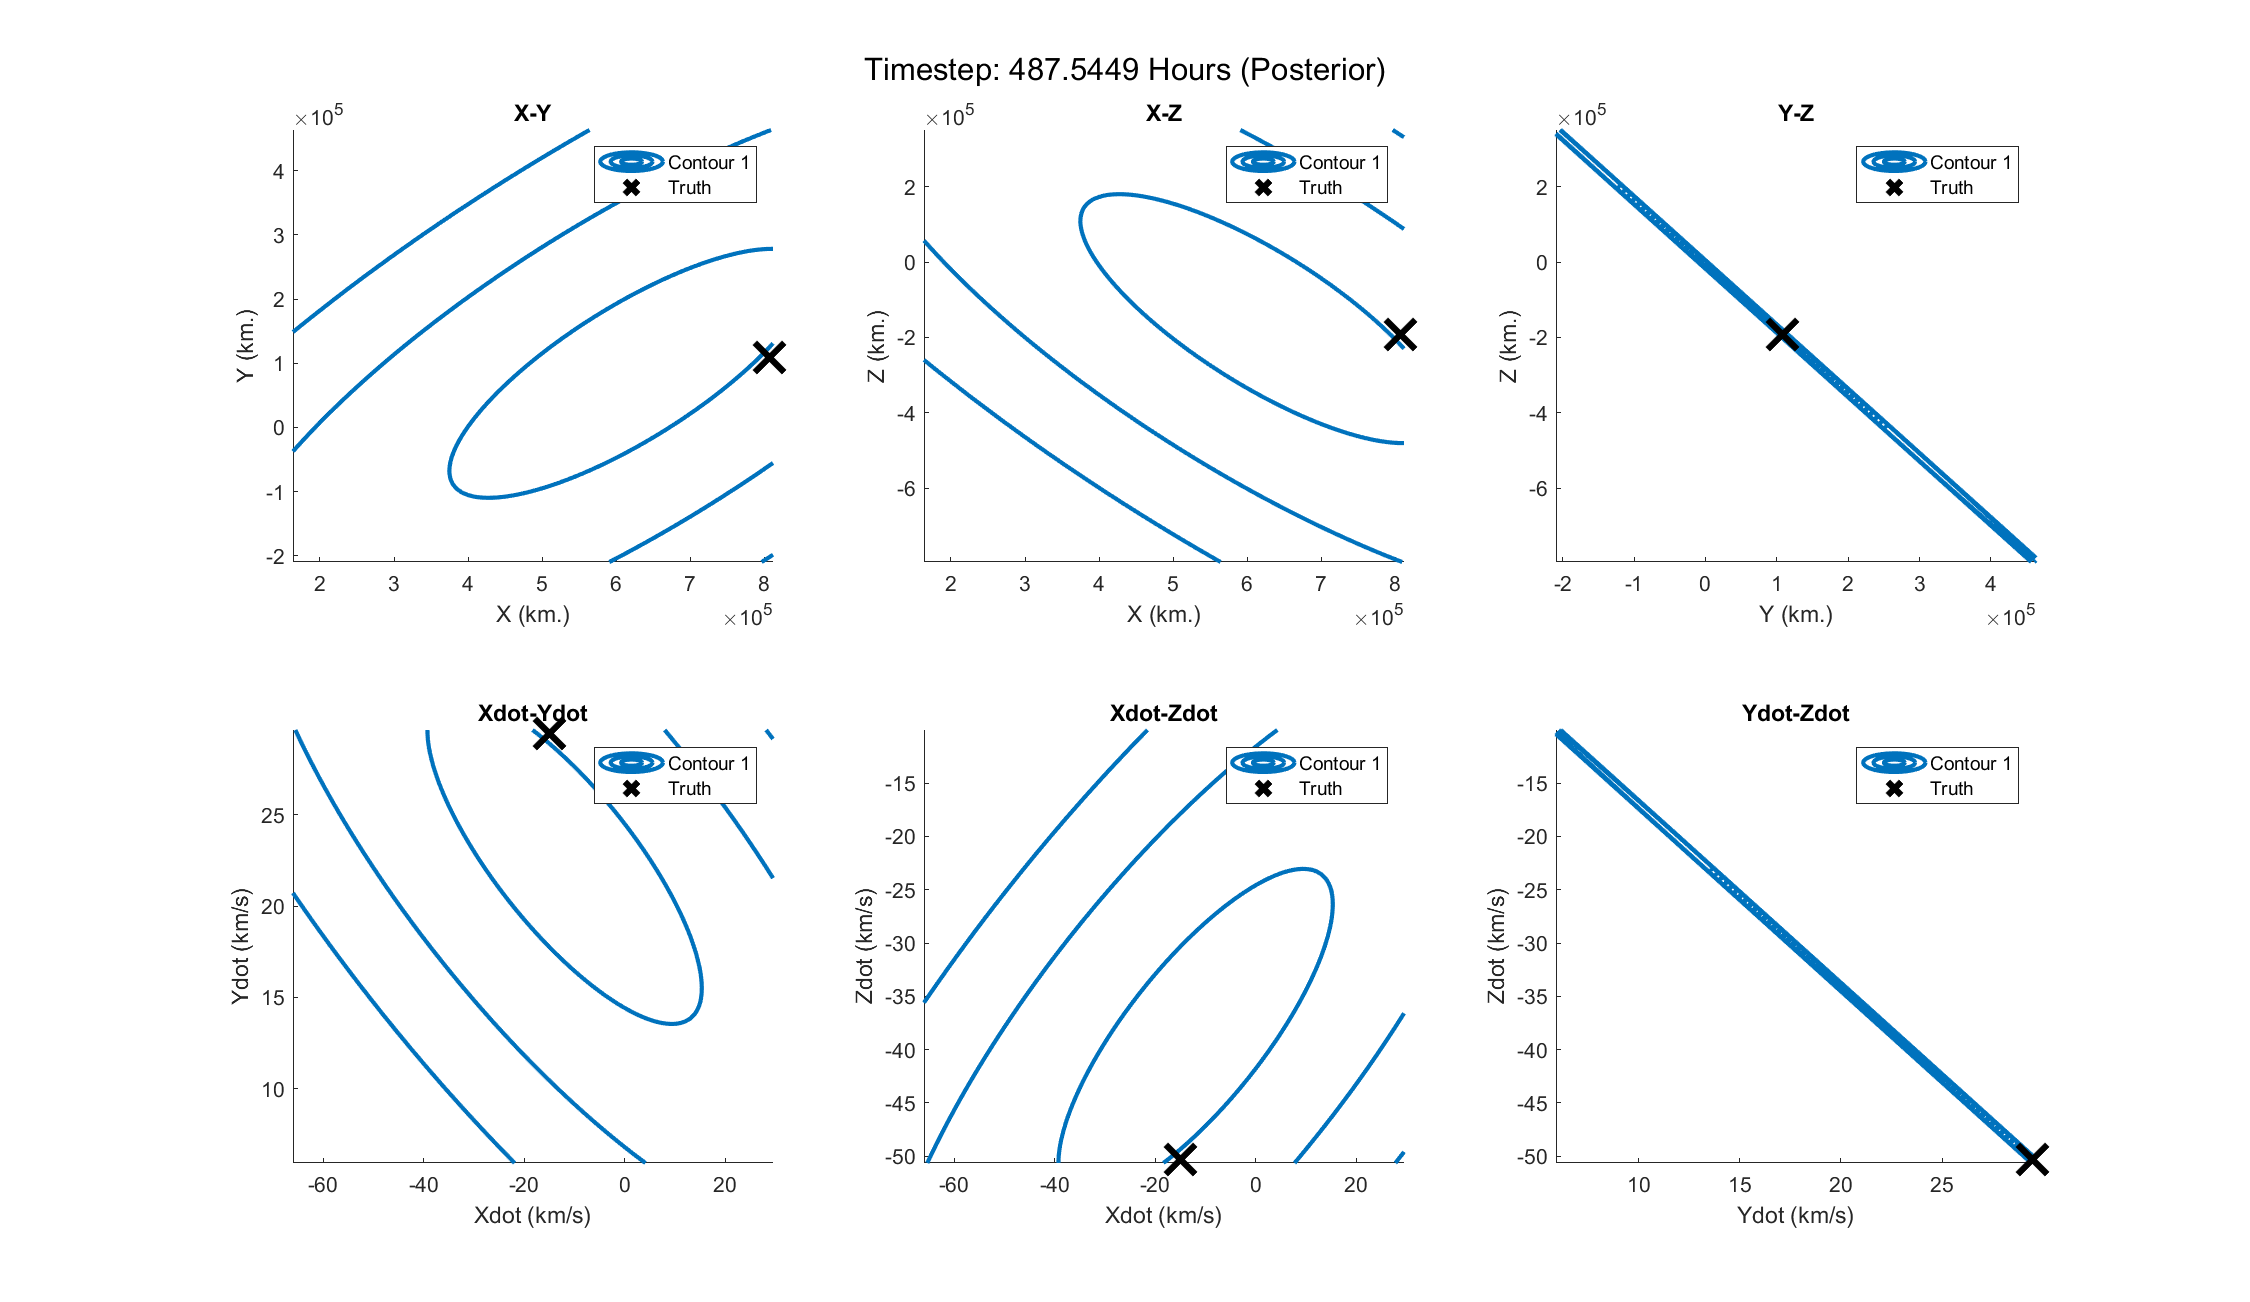 Timestep: 487.5449 Hours (Posterior)
X-Y
×10^5
4
3
2
1
0
-1
-2
Y (km.)
2 3 4 5 6 7 8
X (km.)
×10^5
Contour 1
Truth
X-Z
×10^5
2
0
-2
-4
-6
Z (km.)
2 3 4 5 6 7 8
X (km.)
×10^5
Contour 1
Truth
Y-Z
×10^5
2
0
-2
-4
-6
Z (km.)
-2 -1 0 1 2 3 4
Y (km.)
×10^5
Contour 1
Truth
Xdot-Ydot
25
20
15
10
Ydot (km/s)
-60 -40 -20 0 20
Xdot (km/s)
Contour 1
Truth
Xdot-Zdot
-15
-20
-25
-30
-35
-40
-45
-50
Zdot (km/s)
-60 -40 -20 0 20
Xdot (km/s)
Contour 1
Truth
Ydot-Zdot
-15
-20
-25
-30
-35
-40
-45
-50
Zdot (km/s)
10 15 20 25
Ydot (km/s)
Contour 1
Truth